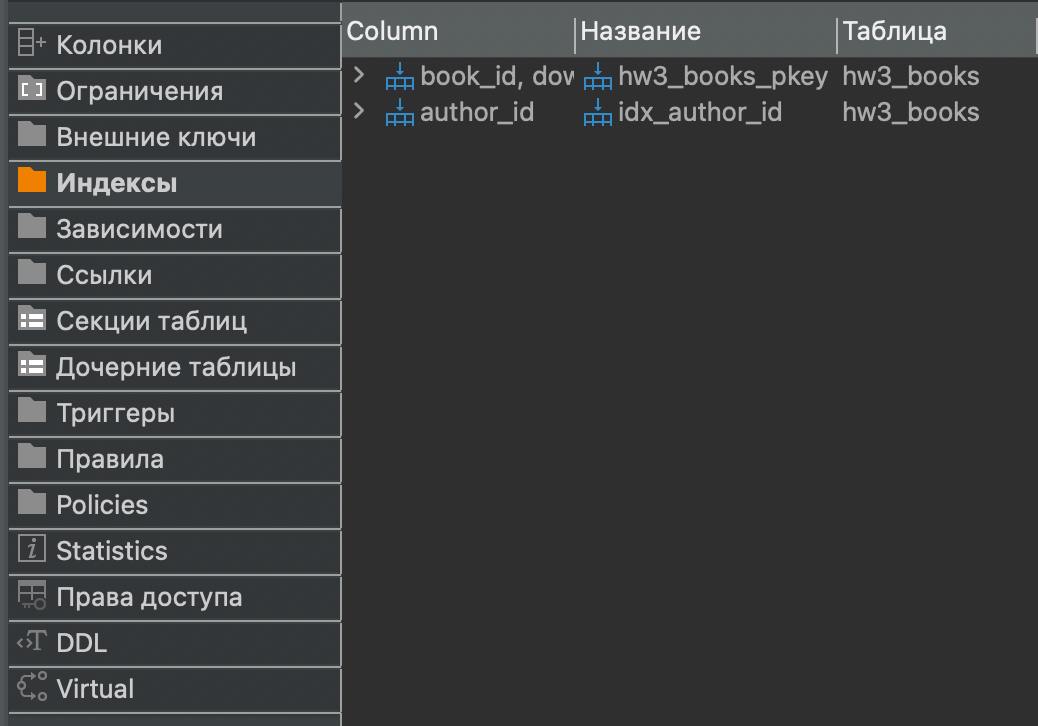 Column Название Таблица
book_id, dow hw3_books_pkey hw3_books
author_id idx_author_id hw3_books
Колонки
Ограничения
Внешние ключи
Индексы
Зависимости
Ссылки
Секции таблиц
Дочерние таблицы
Триггеры
Правила
Policies
Statistics
Права доступа
DDL
Virtual